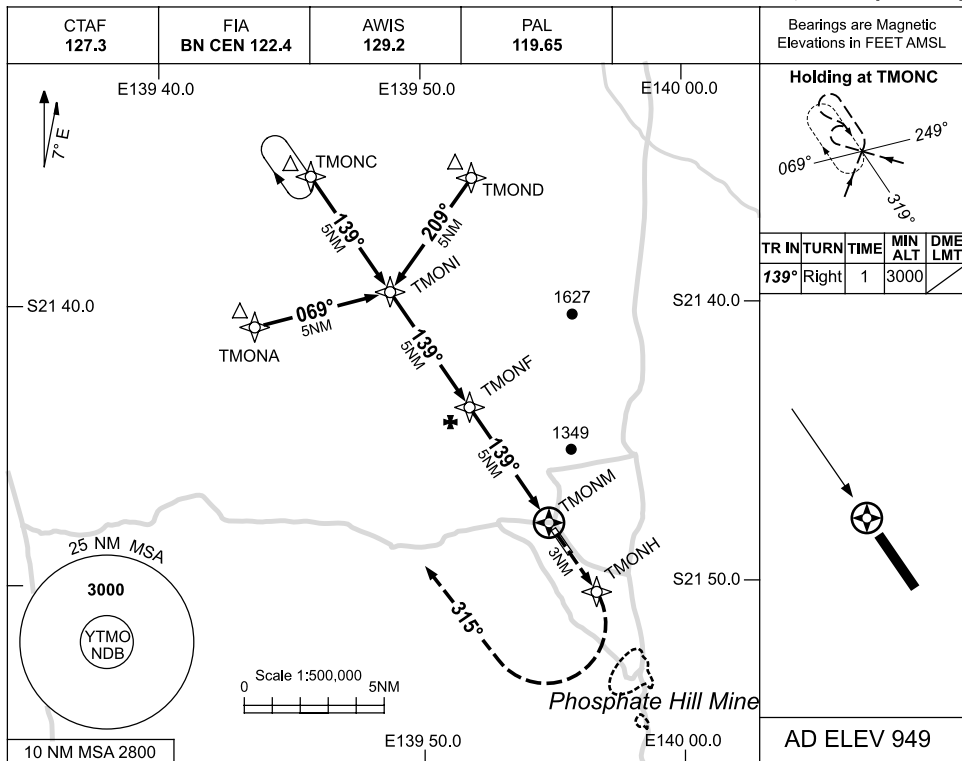 CTAF
127.3
FIA
BN CEN 122.4
AWIS
129.2
PAL
119.65
Bearings are Magnetic
Elevations in FEET AMSL
E139 40.0
E139 50.0
E140 00.0
7° E
TMONC
TMOND
139°
5NM
209°
5NM
TMONI
S21 40.0
069°
5NM
TMONA
1627
S21 40.0
139°
5NM
TMONF
1349
139°
5NM
TMONM
3NM
TMONH
S21 50.0
315°
25 NM MSA
3000
YTMO
NDB
10 NM MSA 2800
Scale 1:500,000
0
5NM
Phosphate Hill Mine
E139 50.0
E140 00.0
Holding at TMONC
249°
069°
319°
TR IN TURN TIME MIN ALT DME LMT
139° Right 1 3000
AD ELEV 949